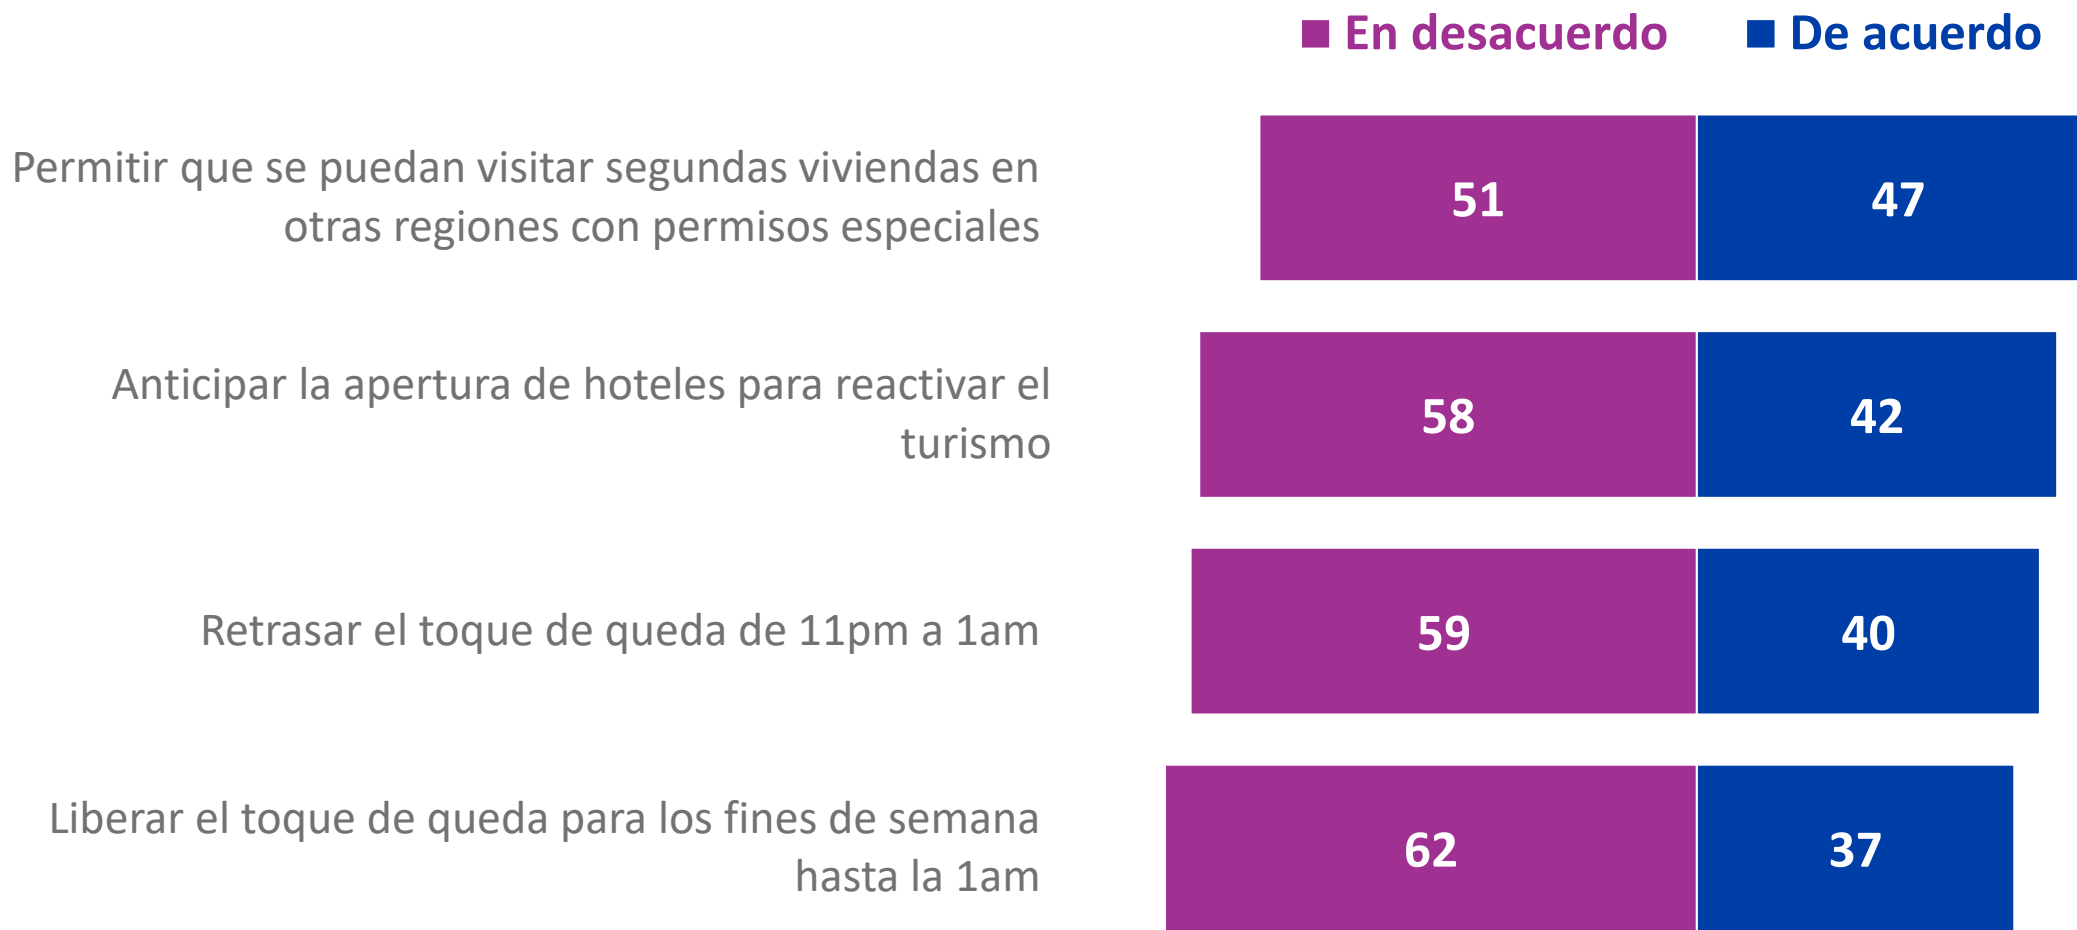 En desacuerdo De acuerdo
Permitir que se puedan visitar segundas viviendas en
otras regiones con permisos especiales
51 47
Anticipar la apertura de hoteles para reactivar el
turismo
58 42
Retrasar el toque de queda de 11pm a 1am
59 40
Liberar el toque de queda para los fines de semana
hasta la 1am
62 37